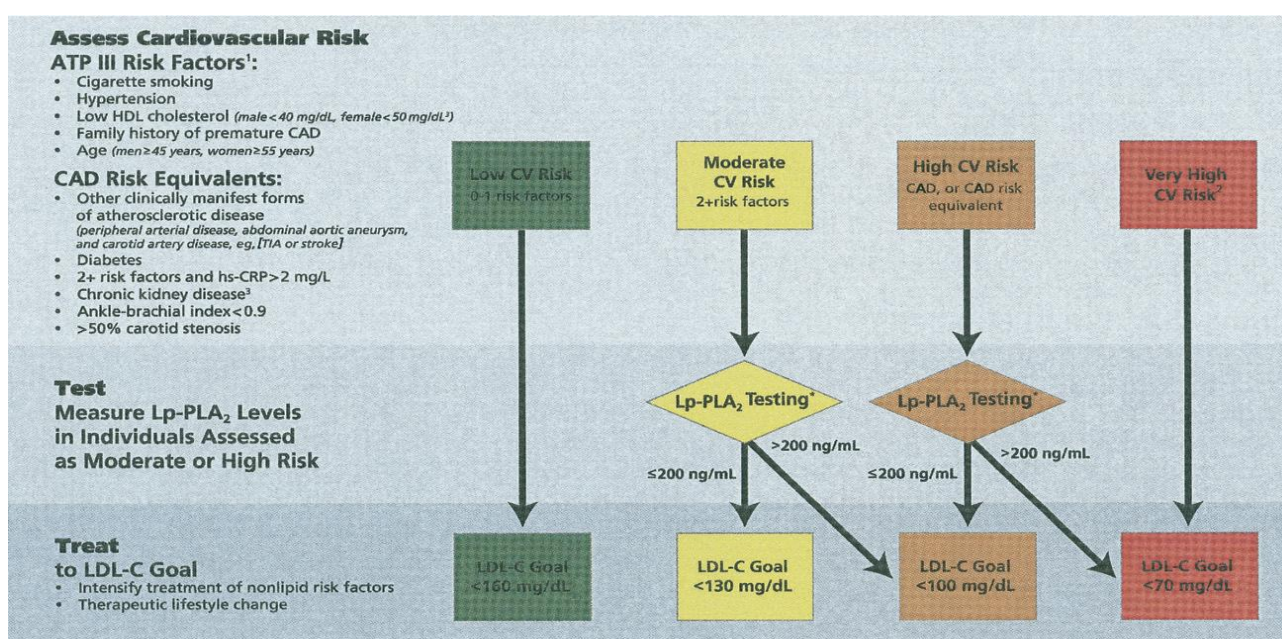 Assess Cardiovascular Risk
ATP III Risk Factors¹:
• Cigarette smoking
• Hypertension
• Low HDL cholesterol (male<40 mg/dL, female<50 mg/dL³)
• Family history of premature CAD
• Age (men≥45 years, women≥55 years)
CAD Risk Equivalents:
• Other clinically manifest forms
of atherosclerotic disease
(peripheral arterial disease, abdominal aortic aneurysm,
and carotid artery disease, eg, [TIA or stroke]
• Diabetes
• 2+ risk factors and hs-CRP>2 mg/L
• Chronic kidney disease³
• Ankle-brachial index<0.9
• >50% carotid stenosis
Low CV Risk
0-1 risk factors
Moderate
CV Risk
2+risk factors
High CV Risk
CAD, or CAD risk
equivalent
Very High
CV Risk²
Test
Measure Lp-PLA₂ Levels
in Individuals Assessed
as Moderate or High Risk
Lp-PLA₂ Testing*
Lp-PLA₂ Testing*
≤200 ng/mL
>200 ng/mL
≤200 ng/mL
>200 ng/mL
Treat
to LDL-C Goal
• Intensify treatment of nonlipid risk factors
• Therapeutic lifestyle change
LDL-C Goal
<160 mg/dL
LDL-C Goal
<130 mg/dL
LDL-C Goal
<100 mg/dL
LDL-C Goal
<70 mg/dL